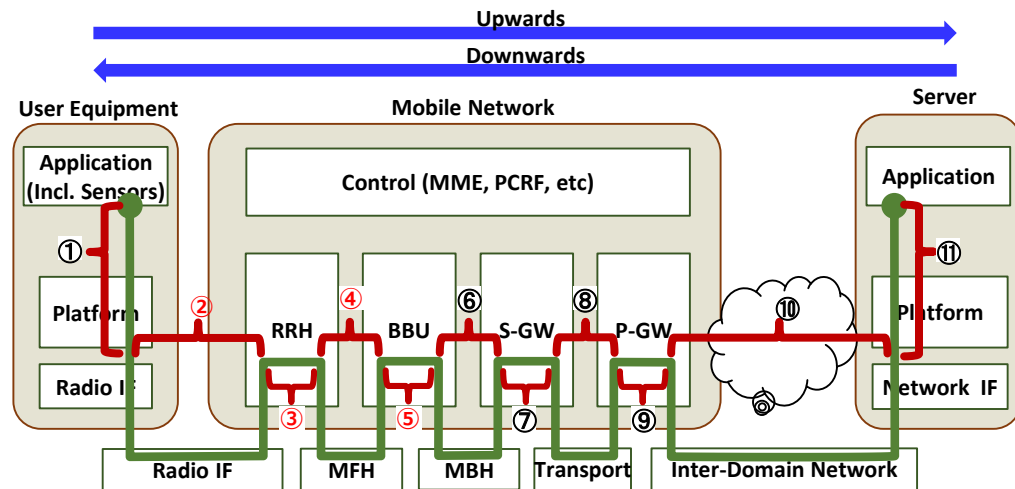 Upwards
Downwards
User Equipment
Mobile Network
Server
Application
(Incl. Sensors)
Control (MME, PCRF, etc)
Application
①
⑪
Platform
②
RRH
④
BBU
⑥
S-GW
⑧
P-GW
⑩
Platform
Radio IF
③
⑤
⑦
⑨
Network IF
Radio IF
MFH
MBH
Transport
Inter-Domain Network